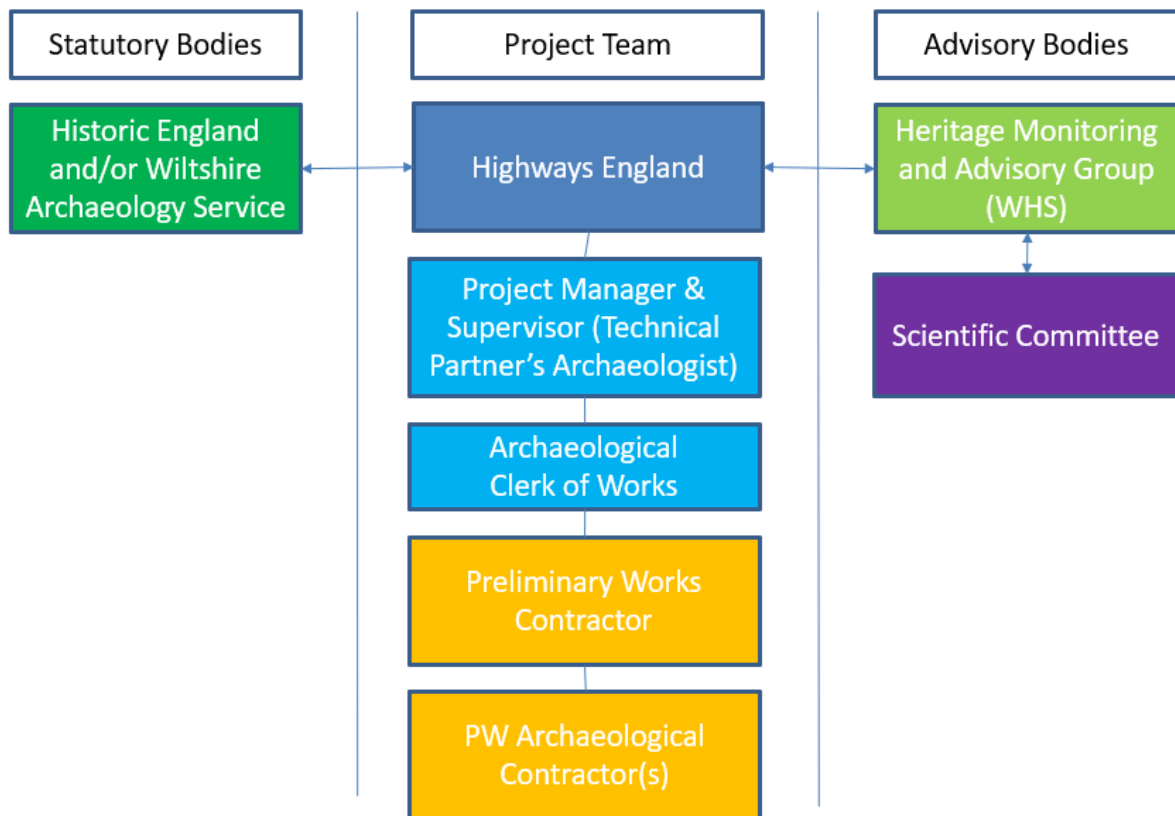 Statutory Bodies
Project Team
Advisory Bodies
Historic England
and/or Wiltshire
Archaeology Service
Highways England
Heritage Monitoring
and Advisory Group
(WHS)
Project Manager &
Supervisor (Technical
Partner’s Archaeologist)
Scientific Committee
Archaeological
Clerk of Works
Preliminary Works
Contractor
PW Archaeological
Contractor(s)